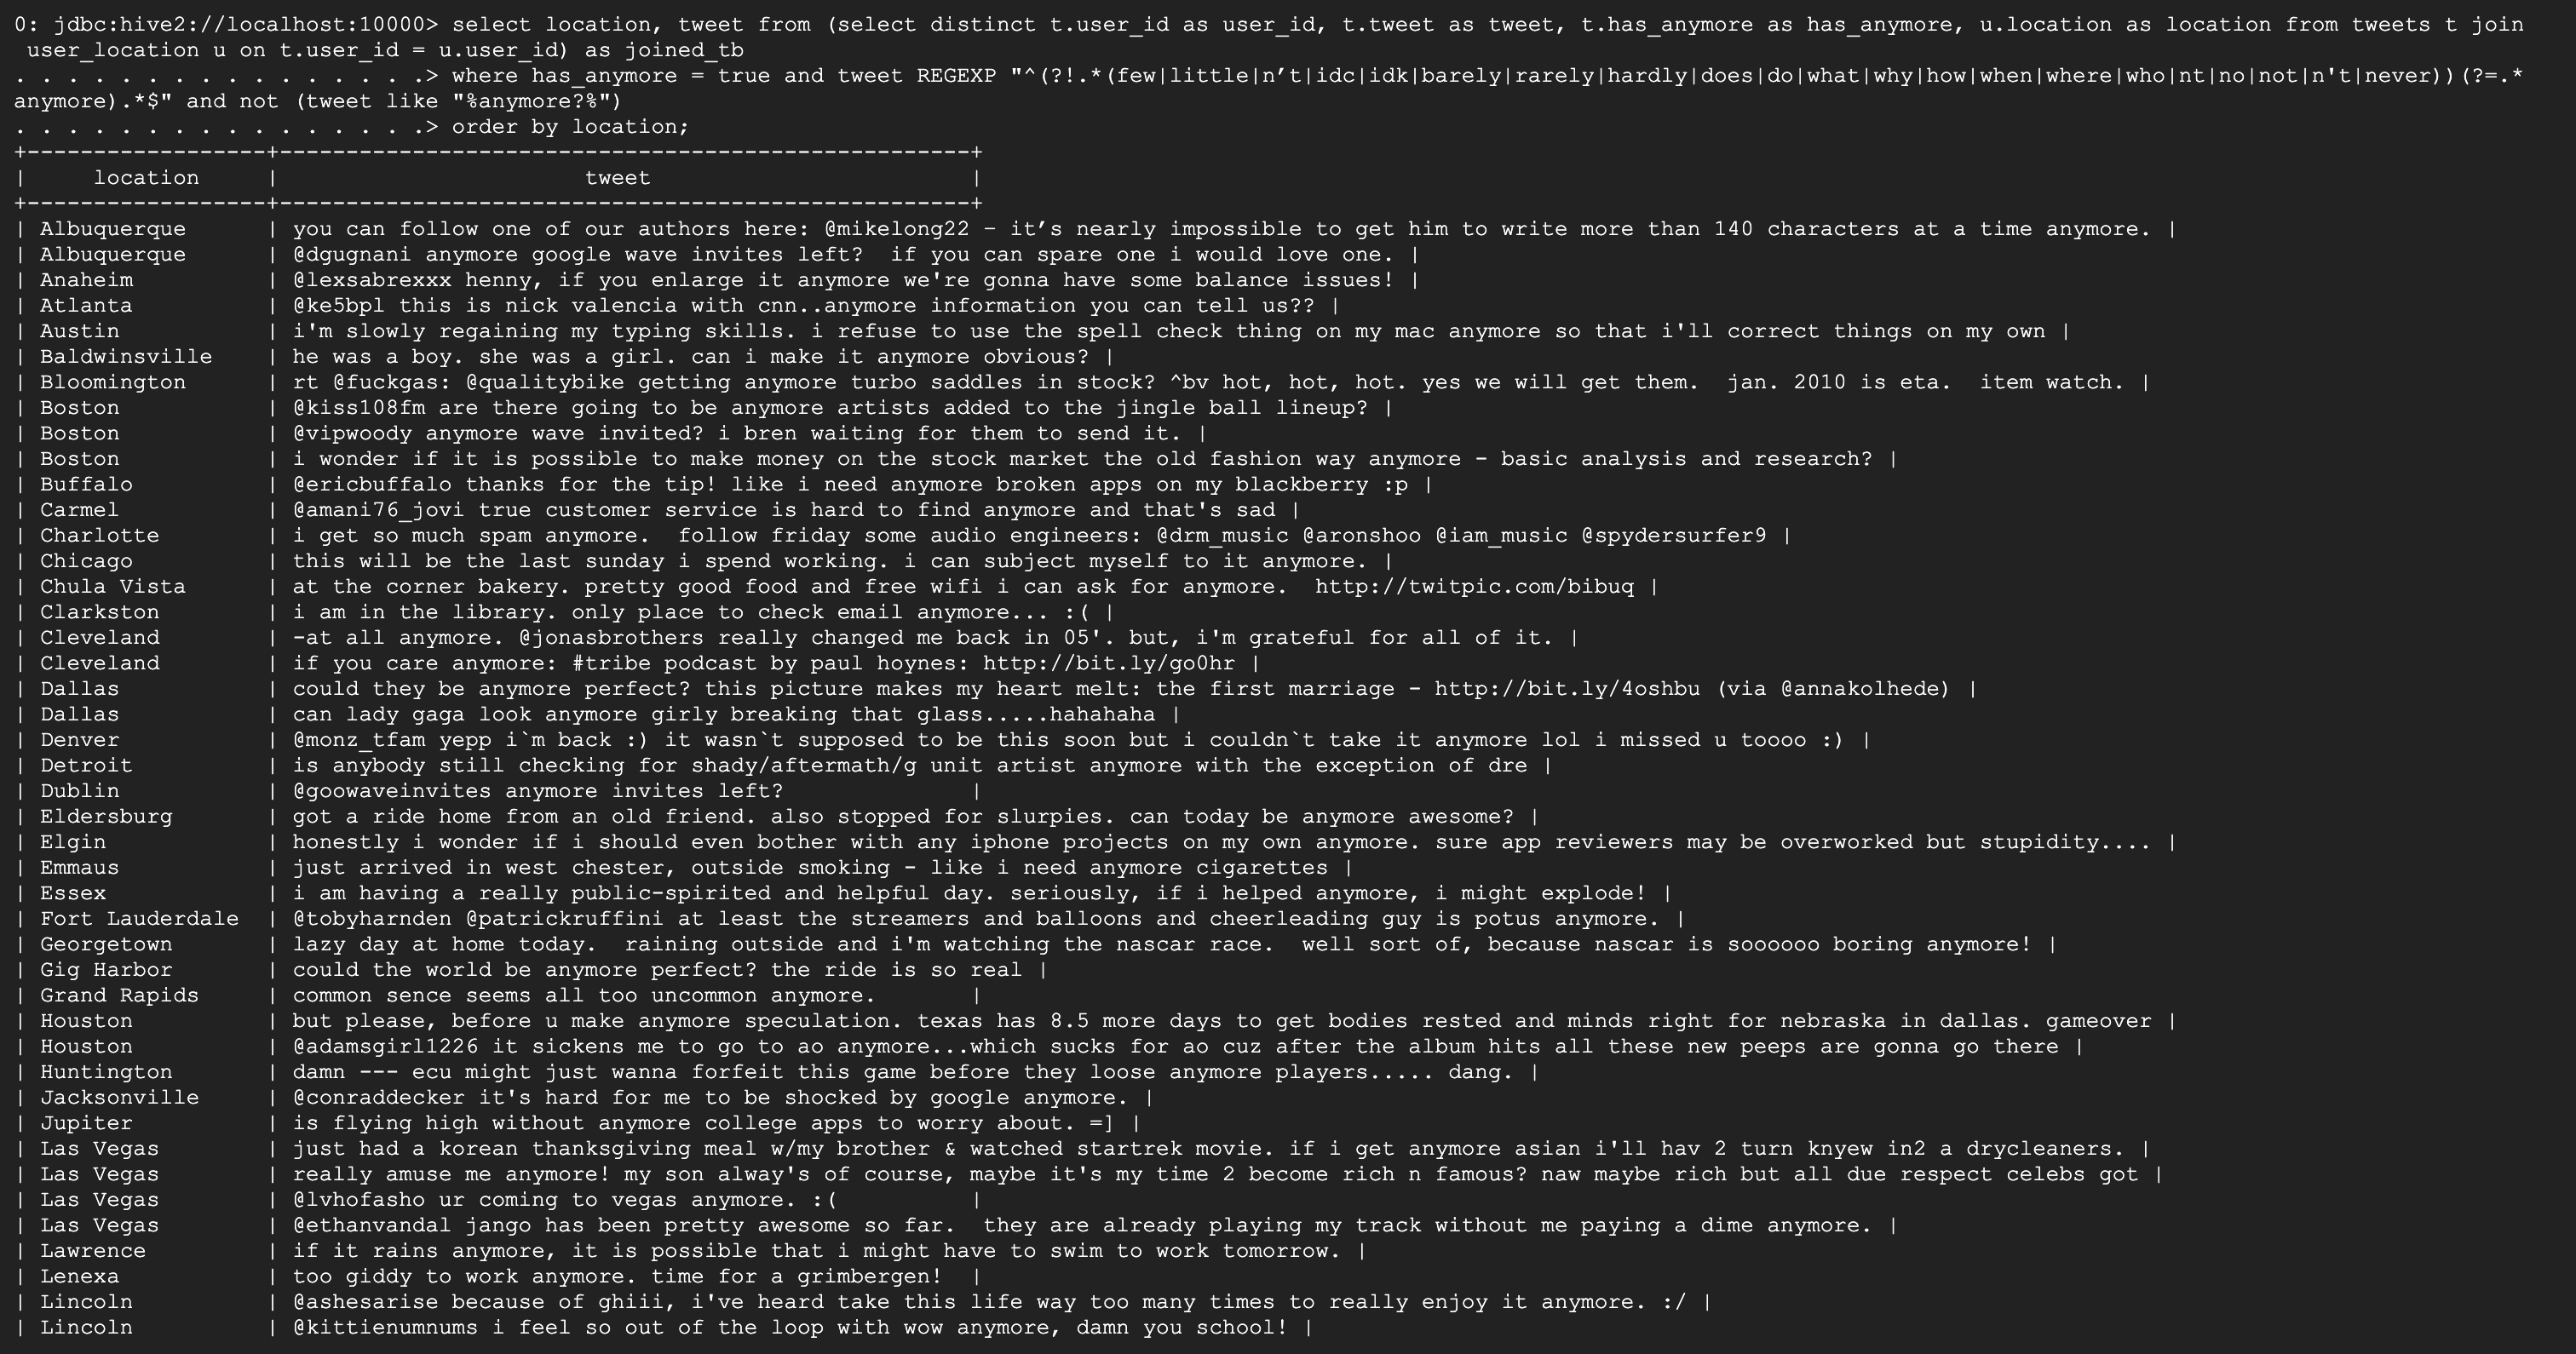 0: jdbc:hive2://localhost:10000> select location, tweet from (select distinct t.user_id as user_id, t.tweet as tweet, t.has_anymore as has_anymore, u.location as location from tweets t join
 user_location u on t.user_id = u.user_id) as joined_tb
. . . . . . . . . . . . . . . .> where has_anymore = true and tweet REGEXP "^(?!.*(few|little|n’t|idc|idk|barely|rarely|hardly|does|do|what|why|how|when|where|who|nt|no|not|n't|never))(?=.*
anymore).*$" and not (tweet like "%anymore?%")
. . . . . . . . . . . . . . . .> order by location;
+------------------+----------------------------------------------------+
|     location     |                       tweet                        |
+------------------+----------------------------------------------------+
| Albuquerque      | you can follow one of our authors here: @mikelong22 – it’s nearly impossible to get him to write more than 140 characters at a time anymore. |
| Albuquerque      | @dgugnani anymore google wave invites left?  if you can spare one i would love one. |
| Anaheim          | @lexsabrexxx henny, if you enlarge it anymore we're gonna have some balance issues! |
| Atlanta          | @ke5bpl this is nick valencia with cnn..anymore information you can tell us?? |
| Austin           | i'm slowly regaining my typing skills. i refuse to use the spell check thing on my mac anymore so that i'll correct things on my own |
| Baldwinsville    | he was a boy. she was a girl. can i make it anymore obvious? |
| Bloomington      | rt @fuckgas: @qualitybike getting anymore turbo saddles in stock? ^bv hot, hot, hot. yes we will get them.  jan. 2010 is eta.  item watch. |
| Boston           | @kiss108fm are there going to be anymore artists added to the jingle ball lineup? |
| Boston           | @vipwoody anymore wave invited? i bren waiting for them to send it. |
| Boston           | i wonder if it is possible to make money on the stock market the old fashion way anymore - basic analysis and research? |
| Buffalo          | @ericbuffalo thanks for the tip! like i need anymore broken apps on my blackberry :p |
| Carmel           | @amani76_jovi true customer service is hard to find anymore and that's sad |
| Charlotte        | i get so much spam anymore.  follow friday some audio engineers: @drm_music @aronshoo @iam_music @spydersurfer9 |
| Chicago          | this will be the last sunday i spend working. i can subject myself to it anymore. |
| Chula Vista      | at the corner bakery. pretty good food and free wifi i can ask for anymore.  http://twitpic.com/bibuq |
| Clarkston        | i am in the library. only place to check email anymore... :( |
| Cleveland        | -at all anymore. @jonasbrothers really changed me back in 05'. but, i'm grateful for all of it. |
| Cleveland        | if you care anymore: #tribe podcast by paul hoynes: http://bit.ly/go0hr |
| Dallas           | could they be anymore perfect? this picture makes my heart melt: the first marriage - http://bit.ly/4oshbu (via @annakolhede) |
| Dallas           | can lady gaga look anymore girly breaking that glass.....hahahaha |
| Denver           | @monz_tfam yepp i`m back :) it wasn`t supposed to be this soon but i couldn`t take it anymore lol i missed u toooo :) |
| Detroit          | is anybody still checking for shady/aftermath/g unit artist anymore with the exception of dre |
| Dublin           | @goowaveinvites anymore invites left?              |
| Eldersburg       | got a ride home from an old friend. also stopped for slurpies. can today be anymore awesome? |
| Elgin            | honestly i wonder if i should even bother with any iphone projects on my own anymore. sure app reviewers may be overworked but stupidity.... |
| Emmaus           | just arrived in west chester, outside smoking - like i need anymore cigarettes |
| Essex            | i am having a really public-spirited and helpful day. seriously, if i helped anymore, i might explode! |
| Fort Lauderdale  | @tobyharnden @patrickruffini at least the streamers and balloons and cheerleading guy is potus anymore. |
| Georgetown       | lazy day at home today.  raining outside and i'm watching the nascar race.  well sort of, because nascar is soooooo boring anymore! |
| Gig Harbor       | could the world be anymore perfect? the ride is so real |
| Grand Rapids     | common sence seems all too uncommon anymore.       |
| Houston          | but please, before u make anymore speculation. texas has 8.5 more days to get bodies rested and minds right for nebraska in dallas. gameover |
| Houston          | @adamsgirl1226 it sickens me to go to ao anymore...which sucks for ao cuz after the album hits all these new peeps are gonna go there |
| Huntington       | damn --- ecu might just wanna forfeit this game before they loose anymore players..... dang. |
| Jacksonville     | @conraddecker it's hard for me to be shocked by google anymore. |
| Jupiter          | is flying high without anymore college apps to worry about. =] |
| Las Vegas        | just had a korean thanksgiving meal w/my brother & watched startrek movie. if i get anymore asian i'll hav 2 turn knyew in2 a drycleaners. |
| Las Vegas        | really amuse me anymore! my son alway's of course, maybe it's my time 2 become rich n famous? naw maybe rich but all due respect celebs got |
| Las Vegas        | @lvhofasho ur coming to vegas anymore. :(          |
| Las Vegas        | @ethanvandal jango has been pretty awesome so far.  they are already playing my track without me paying a dime anymore. |
| Lawrence         | if it rains anymore, it is possible that i might have to swim to work tomorrow. |
| Lenexa           | too giddy to work anymore. time for a grimbergen!  |
| Lincoln          | @ashesarise because of ghiii, i've heard take this life way too many times to really enjoy it anymore. :/ |
| Lincoln          | @kittienumnums i feel so out of the loop with wow anymore, damn you school! |